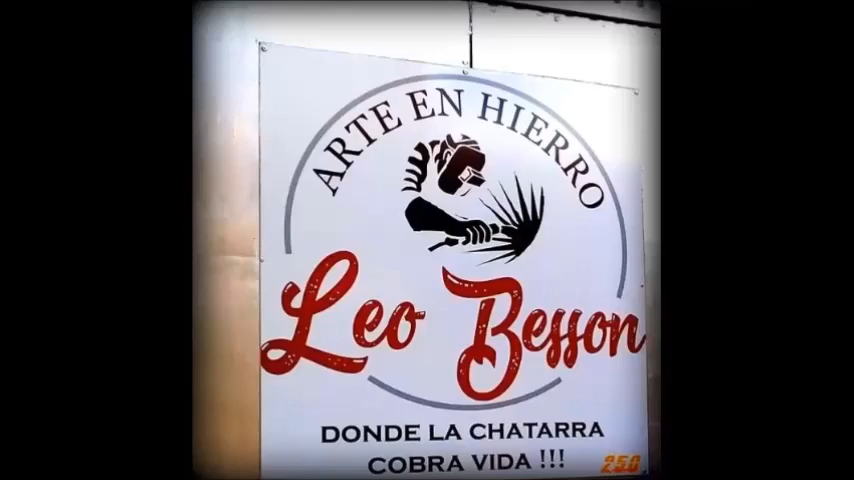 ARTE EN HIERRO
Leo Besson
DONDE LA CHATARRA
COBRA VIDA !!!
250